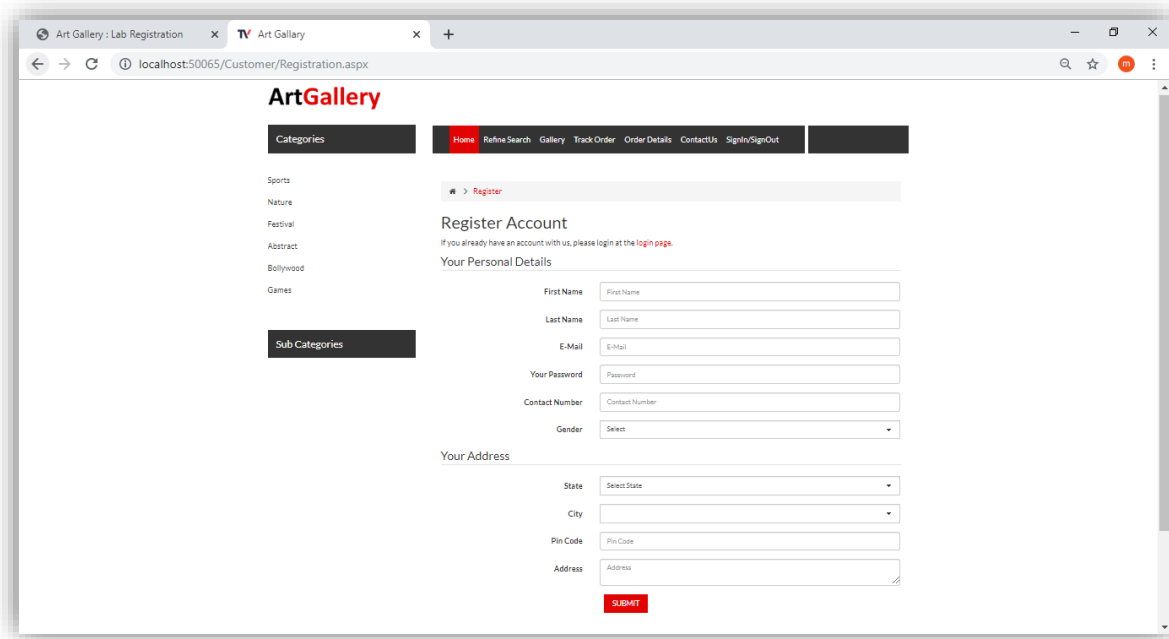 Art Gallery : Lab Registration
Art Gallary
localhost:50065/Customer/Registration.aspx
m
ArtGallery
Categories
Home Refine Search Gallery Track Order Order Details ContactUs SignIn/SignOut
Sports
Nature
Festival
Abstract
Bollywood
Games
Sub Categories
> Register
Register Account
If you already have an account with us, please login at the login page.
Your Personal Details
First Name First Name
Last Name Last Name
E-Mail E-Mail
Your Password Password
Contact Number Contact Number
Gender Select
Your Address
State Select State
City
Pin Code Pin Code
Address Address
SUBMIT